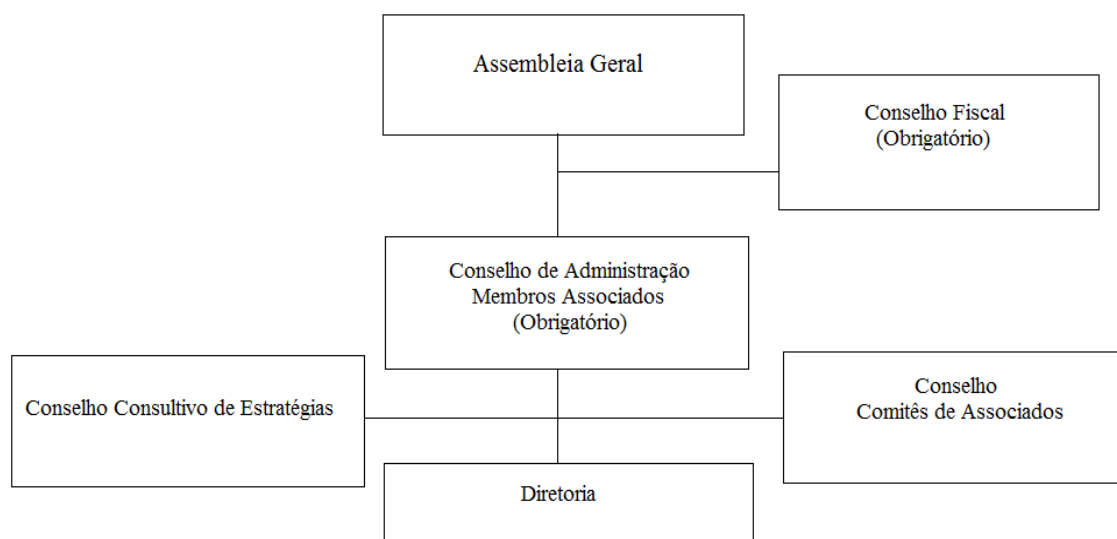 Assembleia Geral
Conselho Fiscal
(Obrigatório)
Conselho de Administração
Membros Associados
(Obrigatório)
Conselho Consultivo de Estratégias
Conselho
Comitês de Associados
Diretoria